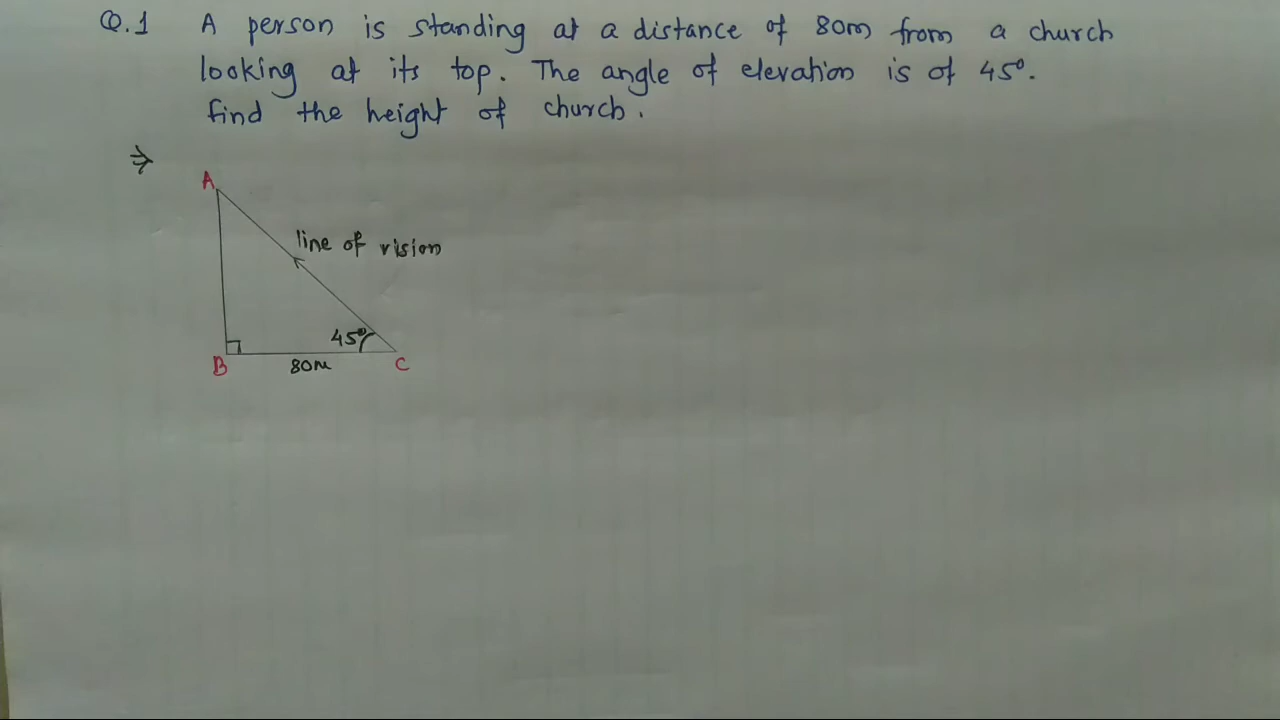 Q.1 A person is standing at a distance of 80m from a church
looking at its top. The angle of elevation is of 45°.
find the height of church.
⇒
A
line of vision
45°
B
80m
C